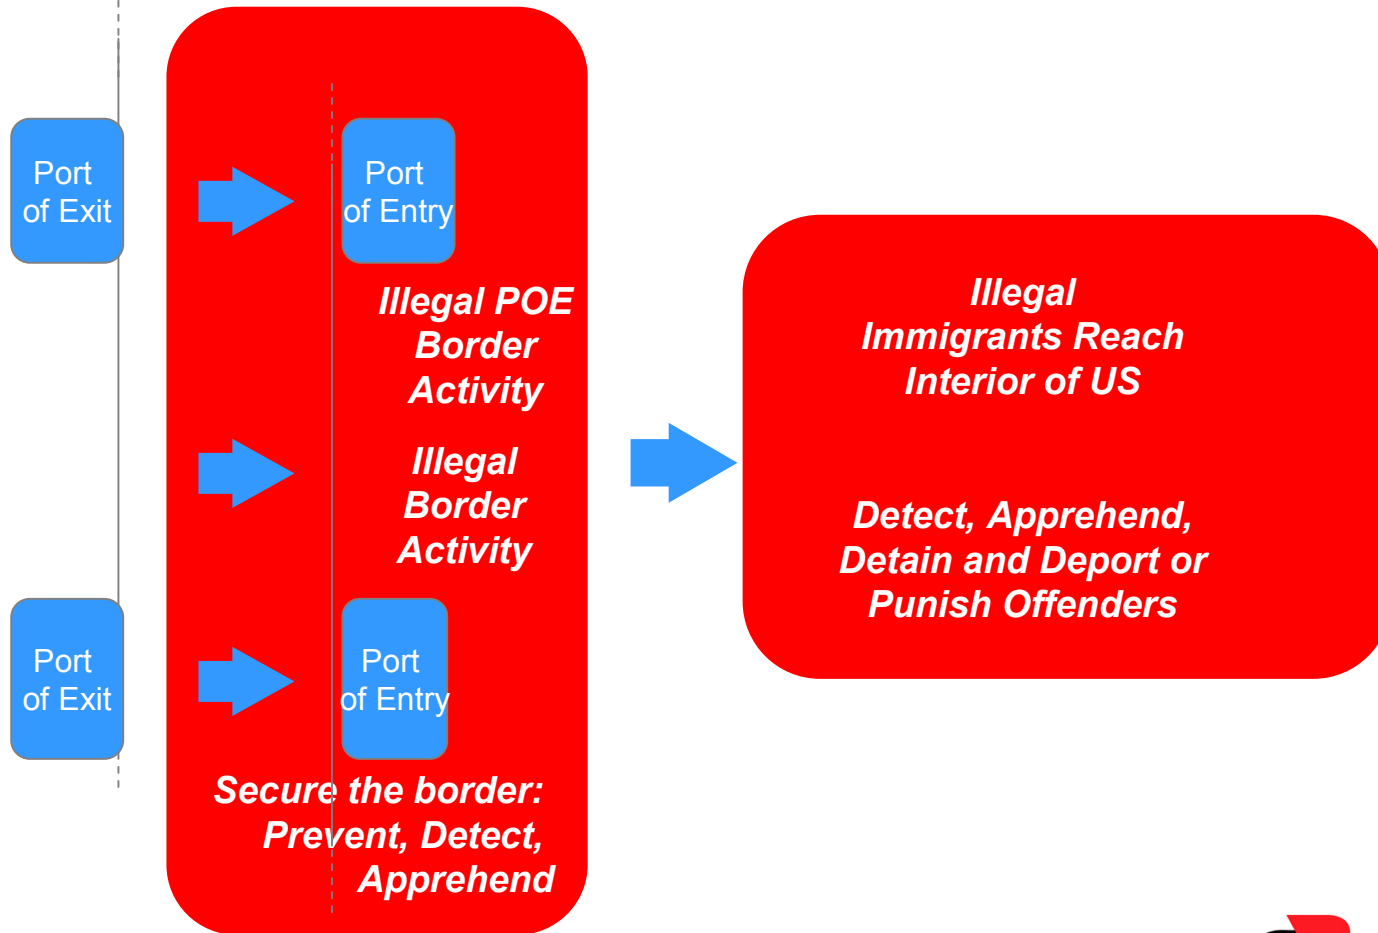 Port
of Exit
Port
of Entry
Illegal POE
Border
Activity
Illegal
Border
Activity
Port
of Exit
Port
of Entry
Secure the border:
Prevent, Detect,
Apprehend
Illegal
Immigrants Reach
Interior of US
Detect, Apprehend,
Detain and Deport or
Punish Offenders